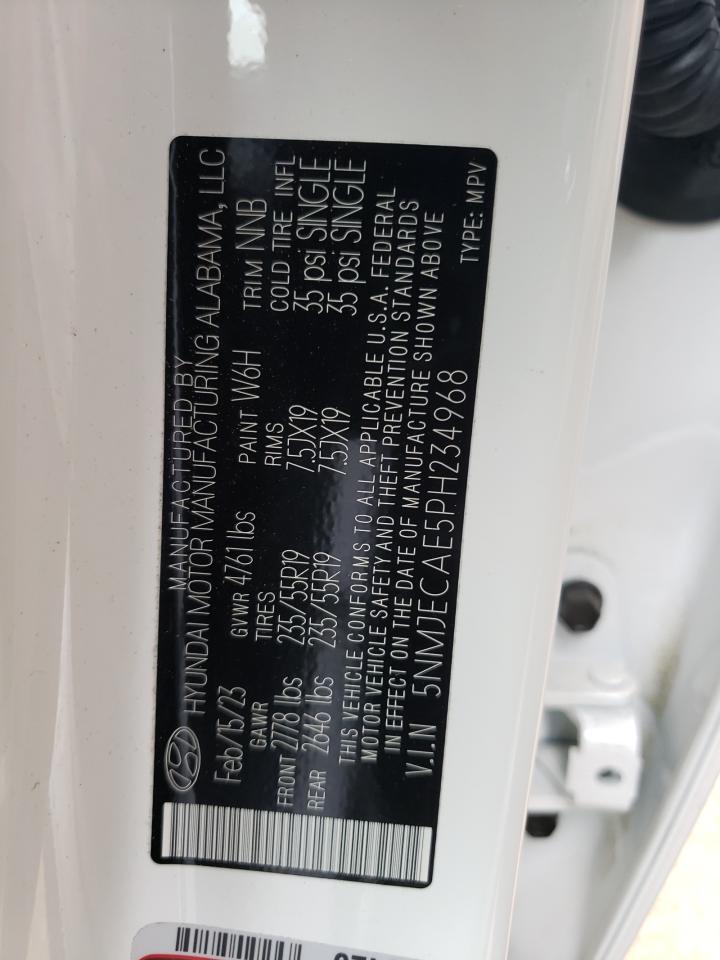 MANUFACTURED BY
HYUNDAI MOTOR MANUFACTURING ALABAMA, LLC
Feb/15/23 GVWR 4761 lbs PAINT W6H TRIM NNB
GAWR TIRES RIMS COLD TIRE INFL
FRONT 2778 lbs 235/55R19 7.5JX19 35 psi SINGLE
REAR 2646 lbs 235/55R19 7.5JX19 35 psi SINGLE
THIS VEHICLE CONFORMS TO ALL APPLICABLE U.S.A. FEDERAL
MOTOR VEHICLE SAFETY AND THEFT PREVENTION STANDARDS
IN EFFECT ON THE DATE OF MANUFACTURE SHOWN ABOVE
V.I.N 5NMJECAE5PH234968
TYPE: MPV